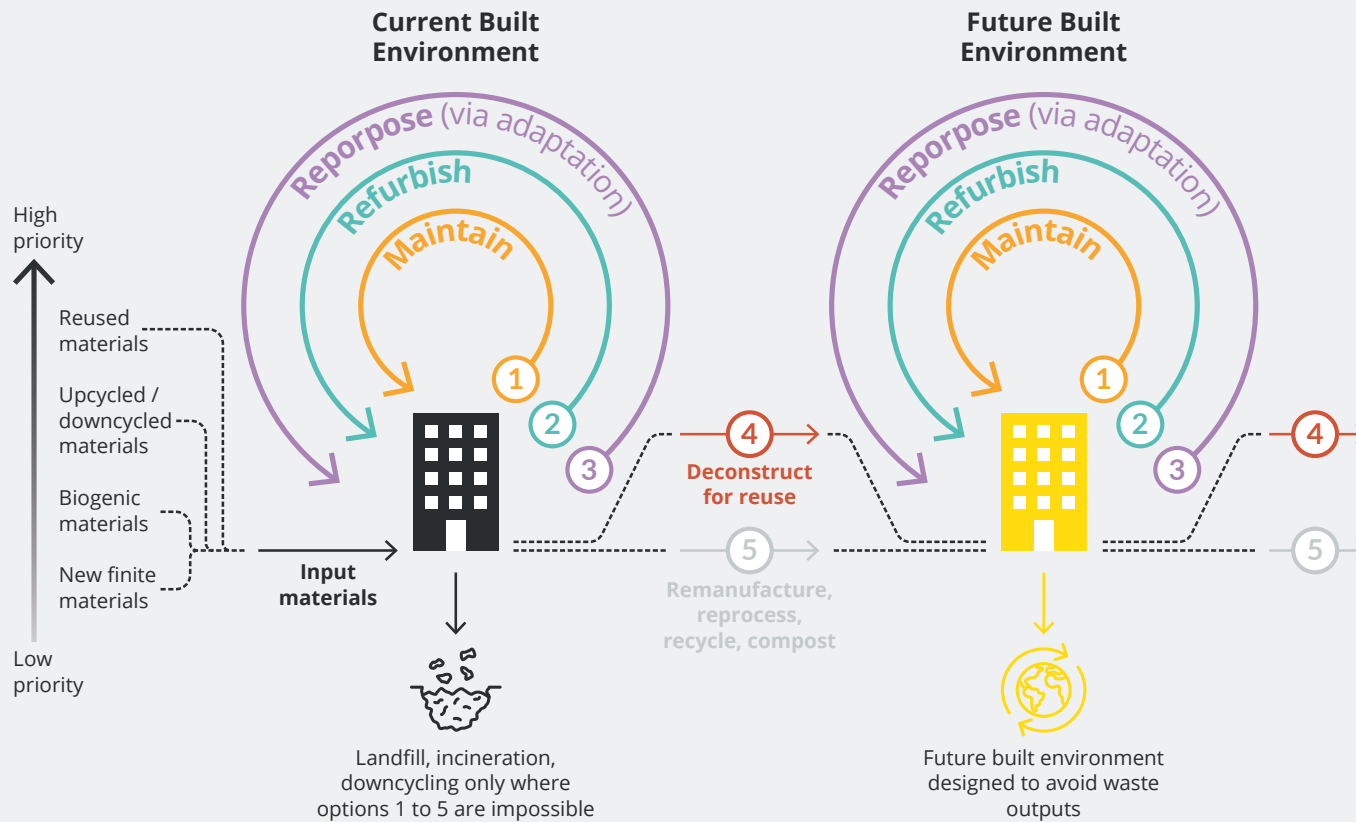 Current Built
Environment
Future Built
Environment
Reporpose (via adaptation)
Refurbish
Maintain
Reporpose (via adaptation)
Refurbish
Maintain
High
priority
Reused
materials
Upcycled /
downcycled
materials
Biogenic
materials
New finite
materials
Low
priority
Input
materials
1
2
3
4
Deconstruct
for reuse
5
Remanufacture,
reprocess,
recycle, compost
1
2
3
4
5
Landfill, incineration,
downcycling only where
options 1 to 5 are impossible
Future built environment
designed to avoid waste
outputs